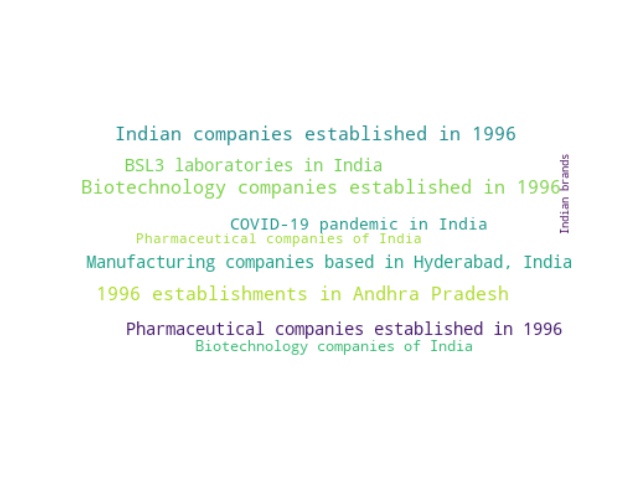 Indian companies established in 1996
BSL3 laboratories in India
Indian brands
Biotechnology companies established in 1996
COVID-19 pandemic in India
Pharmaceutical companies of India
Manufacturing companies based in Hyderabad, India
1996 establishments in Andhra Pradesh
Pharmaceutical companies established in 1996
Biotechnology companies of India